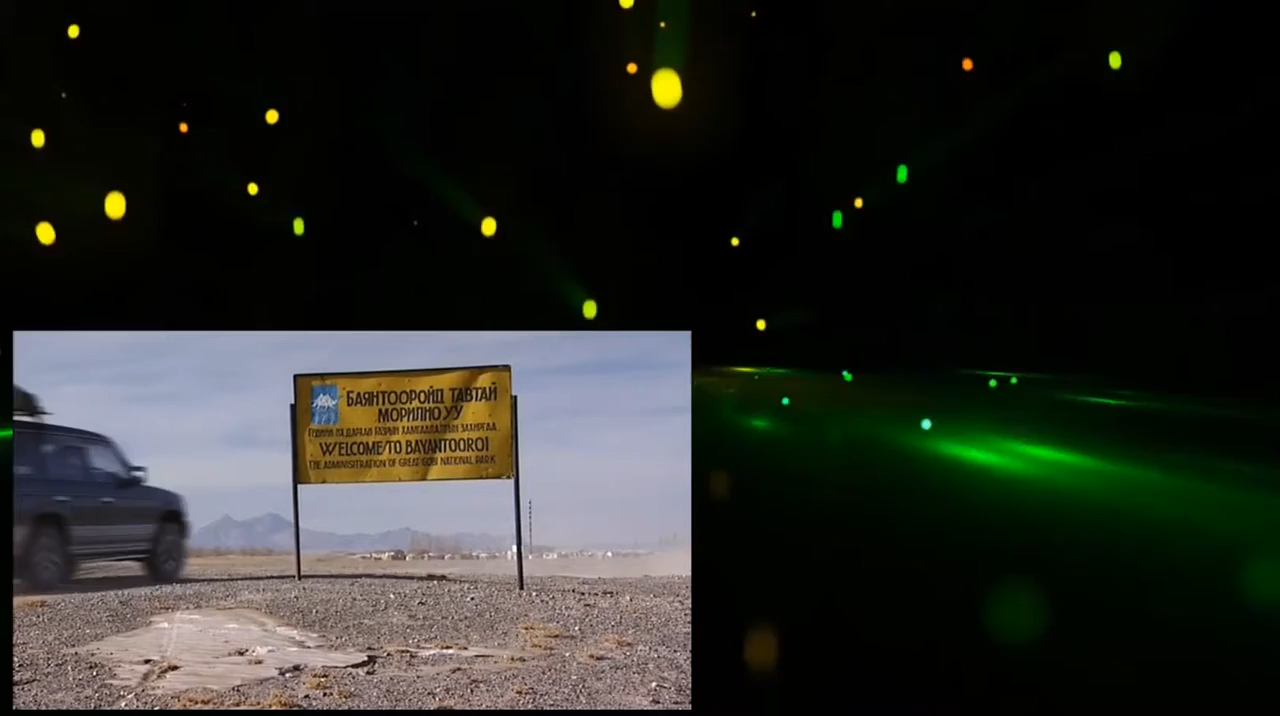 БАЯНТООРОЙД ТАВТАЙ
МОРИЛНО УУ
WELCOME TO BAYANTOOROI
THE ADMINISTRATION OF GREAT GOBI NATIONAL PARK